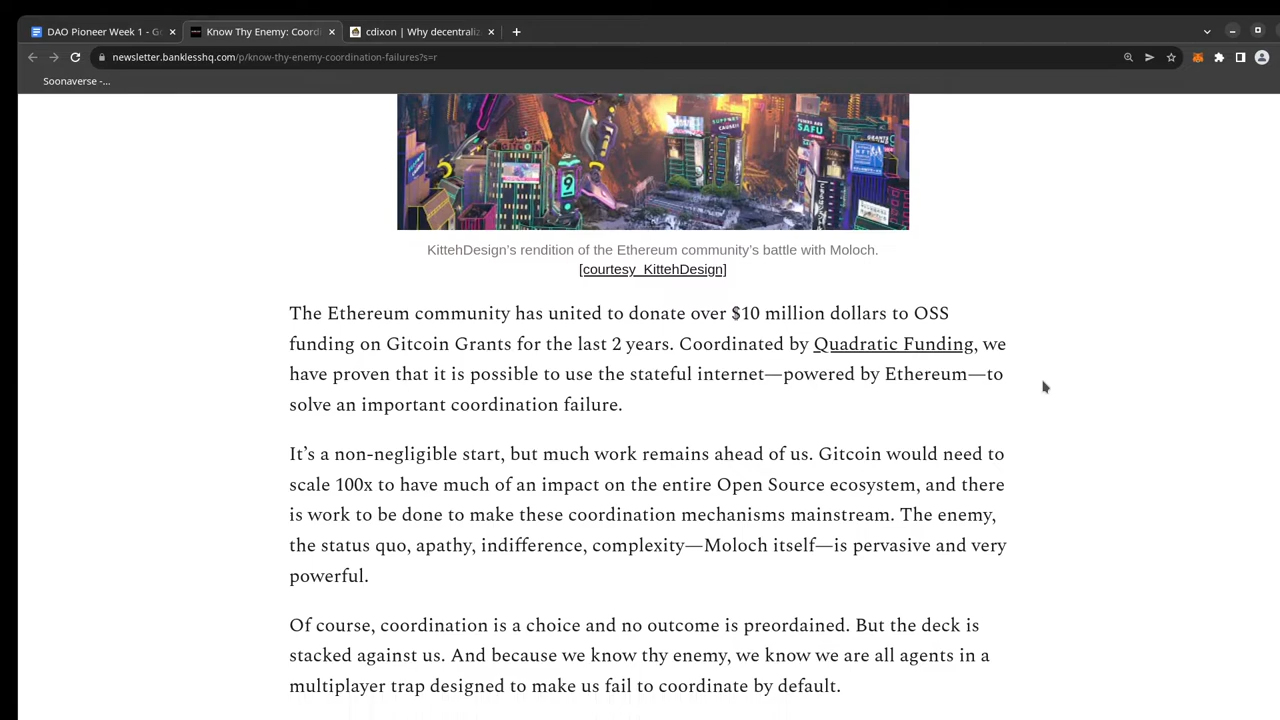 DAO Pioneer Week 1 - G
Know Thy Enemy: Coord
cdixon | Why decentraliz
newsletter.banklesshq.com/p/know-thy-enemy-coordination-failures?s=r
Soonaverse -...
SUPPORT
CAUSE
FUNDS ARE
SAFU
GRANTS
9
KittehDesign's rendition of the Ethereum community's battle with Moloch.
[courtesy KittehDesign]
The Ethereum community has united to donate over $10 million dollars to OSS
funding on Gitcoin Grants for the last 2 years. Coordinated by Quadratic Funding, we
have proven that it is possible to use the stateful internet—powered by Ethereum—to
solve an important coordination failure.
It’s a non-negligible start, but much work remains ahead of us. Gitcoin would need to
scale 100x to have much of an impact on the entire Open Source ecosystem, and there
is work to be done to make these coordination mechanisms mainstream. The enemy,
the status quo, apathy, indifference, complexity—Moloch itself—is pervasive and very
powerful.
Of course, coordination is a choice and no outcome is preordained. But the deck is
stacked against us. And because we know thy enemy, we know we are all agents in a
multiplayer trap designed to make us fail to coordinate by default.